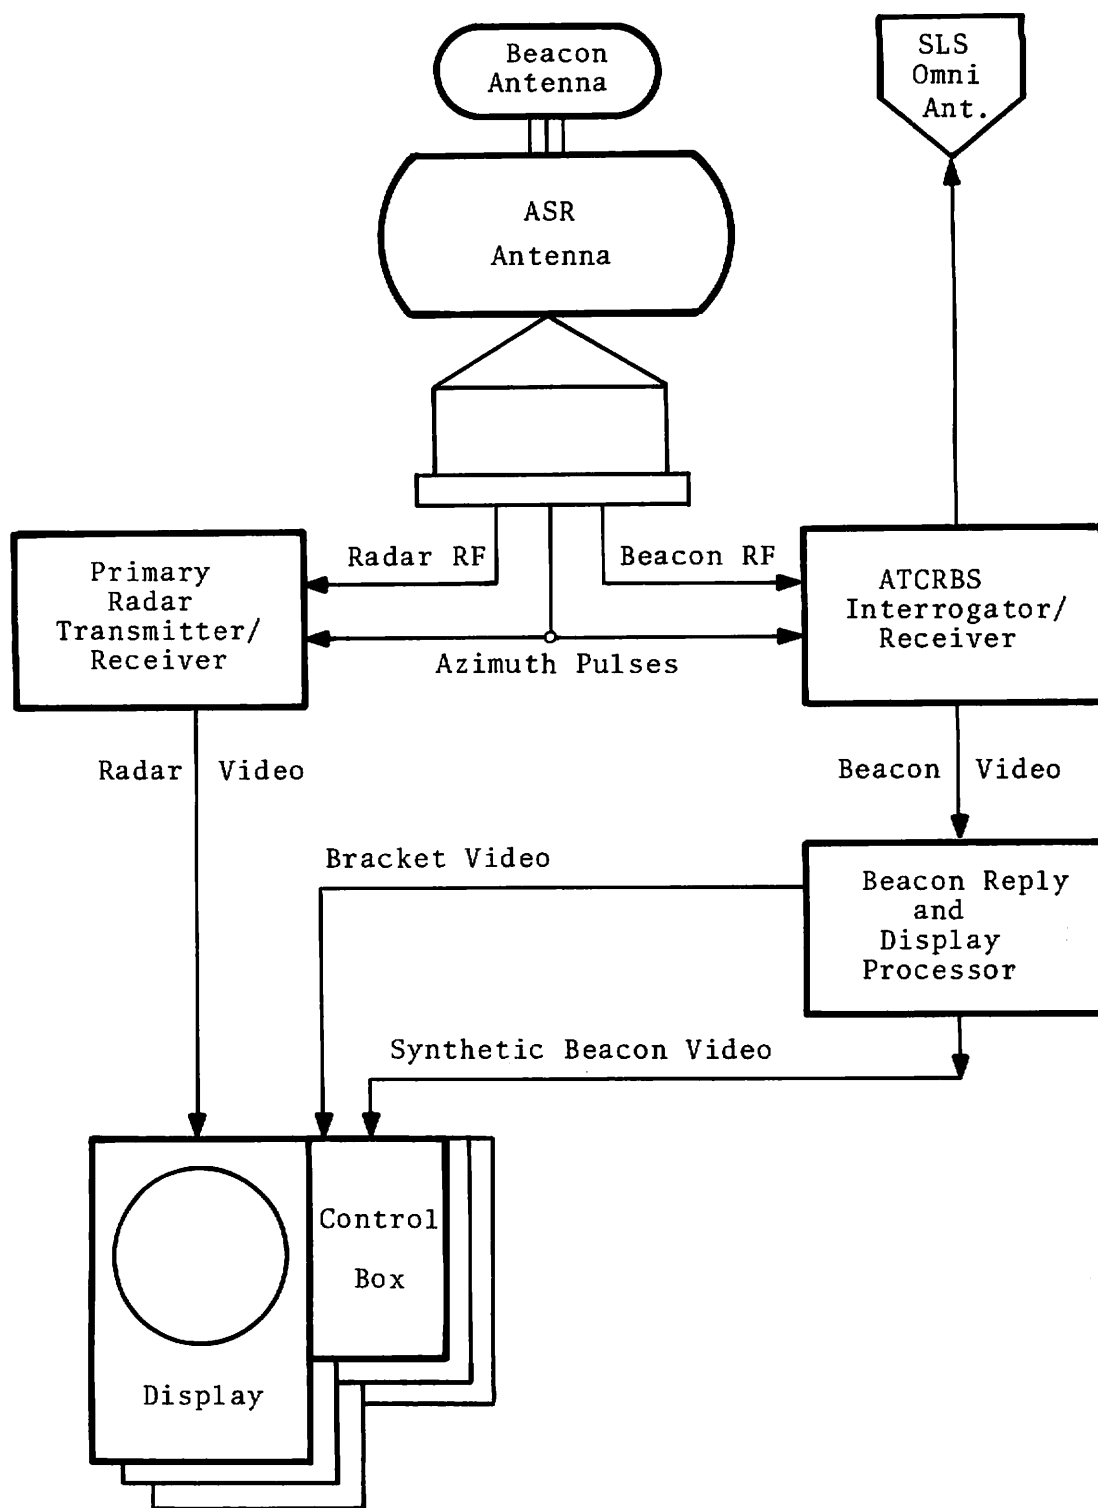 Beacon
Antenna
SLS
Omni
Ant.
ASR
Antenna
Radar RF
Beacon RF
Primary
Radar
Transmitter/
Receiver
ATCRBS
Interrogator/
Receiver
Azimuth Pulses
Radar Video
Beacon Video
Bracket Video
Beacon Reply
and
Display
Processor
Synthetic Beacon Video
Control
Box
Display